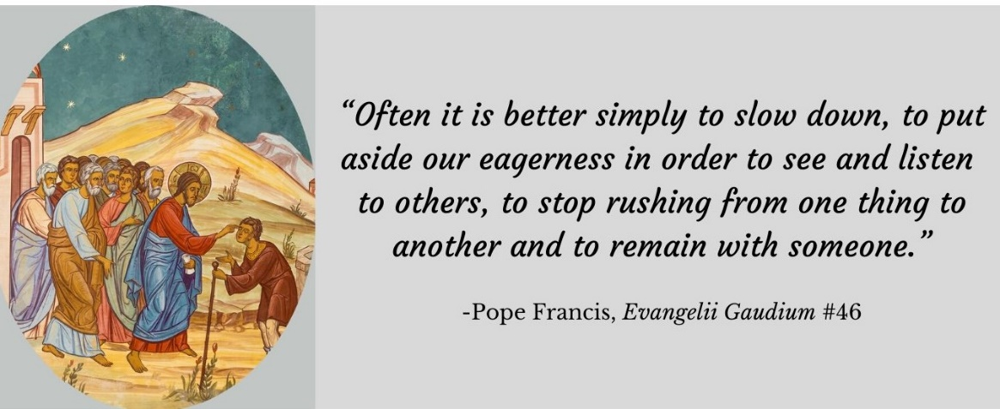 “Often it is better simply to slow down, to put
aside our eagerness in order to see and listen
to others, to stop rushing from one thing to
another and to remain with someone.”
-Pope Francis, Evangelii Gaudium #46